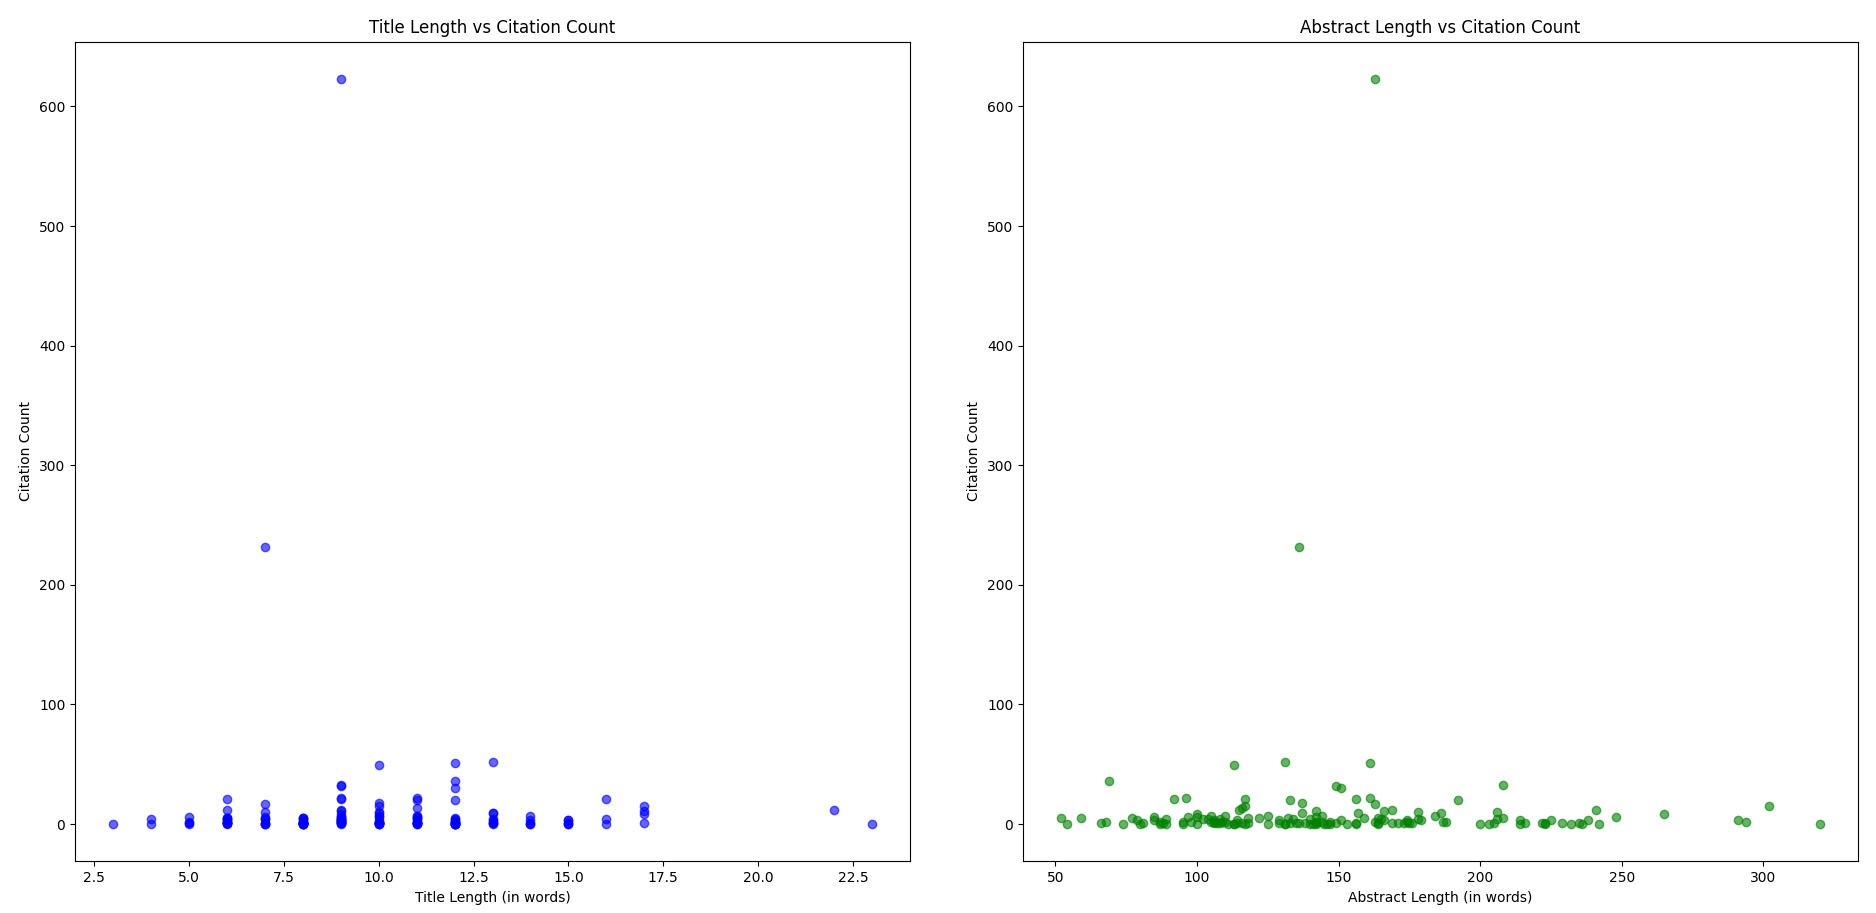 Title Length vs Citation Count
600
500
400
300
200
100
0
Citation Count
2.5 5.0 7.5 10.0 12.5 15.0 17.5 20.0 22.5
Title Length (in words)
Abstract Length vs Citation Count
600
500
400
300
200
100
0
Citation Count
50 100 150 200 250 300
Abstract Length (in words)